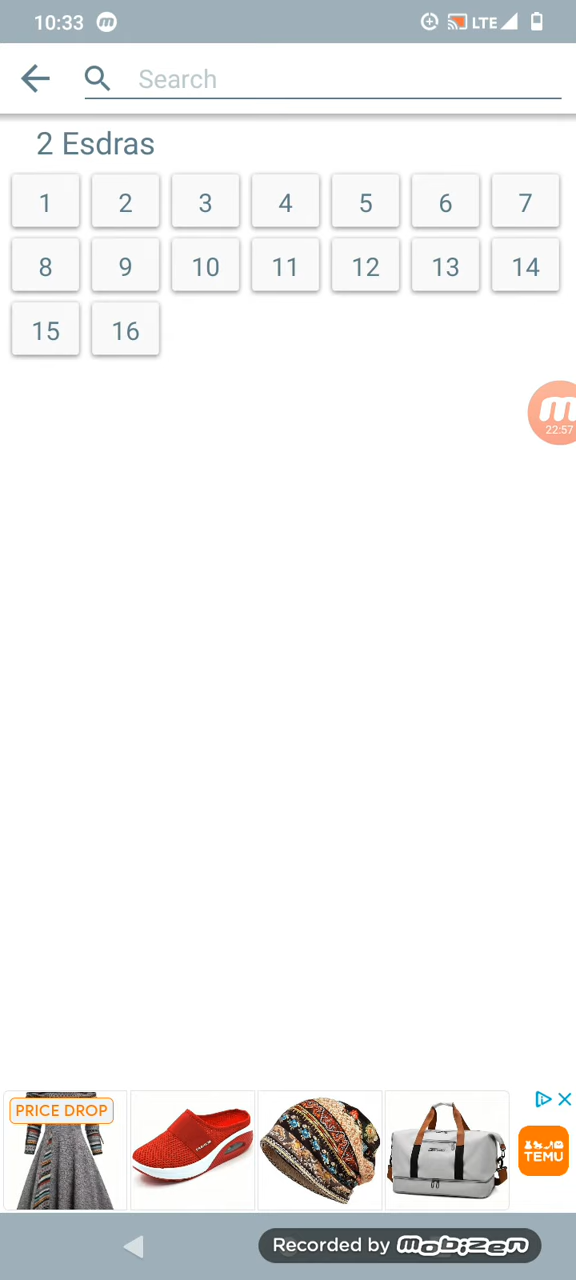 10:33 m LTE
Search
2 Esdras
1 2 3 4 5 6 7
8 9 10 11 12 13 14
15 16
m
22:57
PRICE DROP
TEMU
Recorded by mobizen